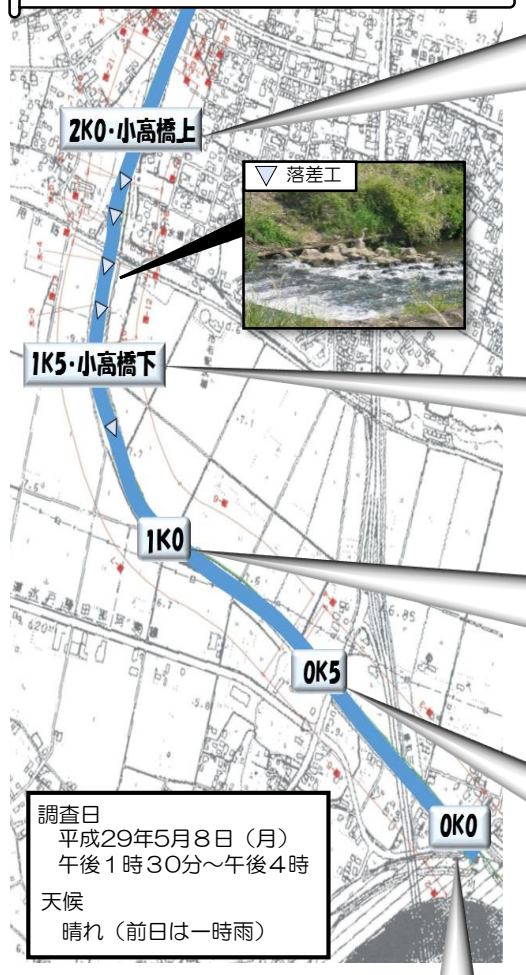 2K0・小高橋上
▽ 落差工
1K5・小高橋下
1K0
0K5
0K0
調査日
平成29年5月8日（月）
午後1時30分～午後4時
天候
晴れ（前日は一時雨）